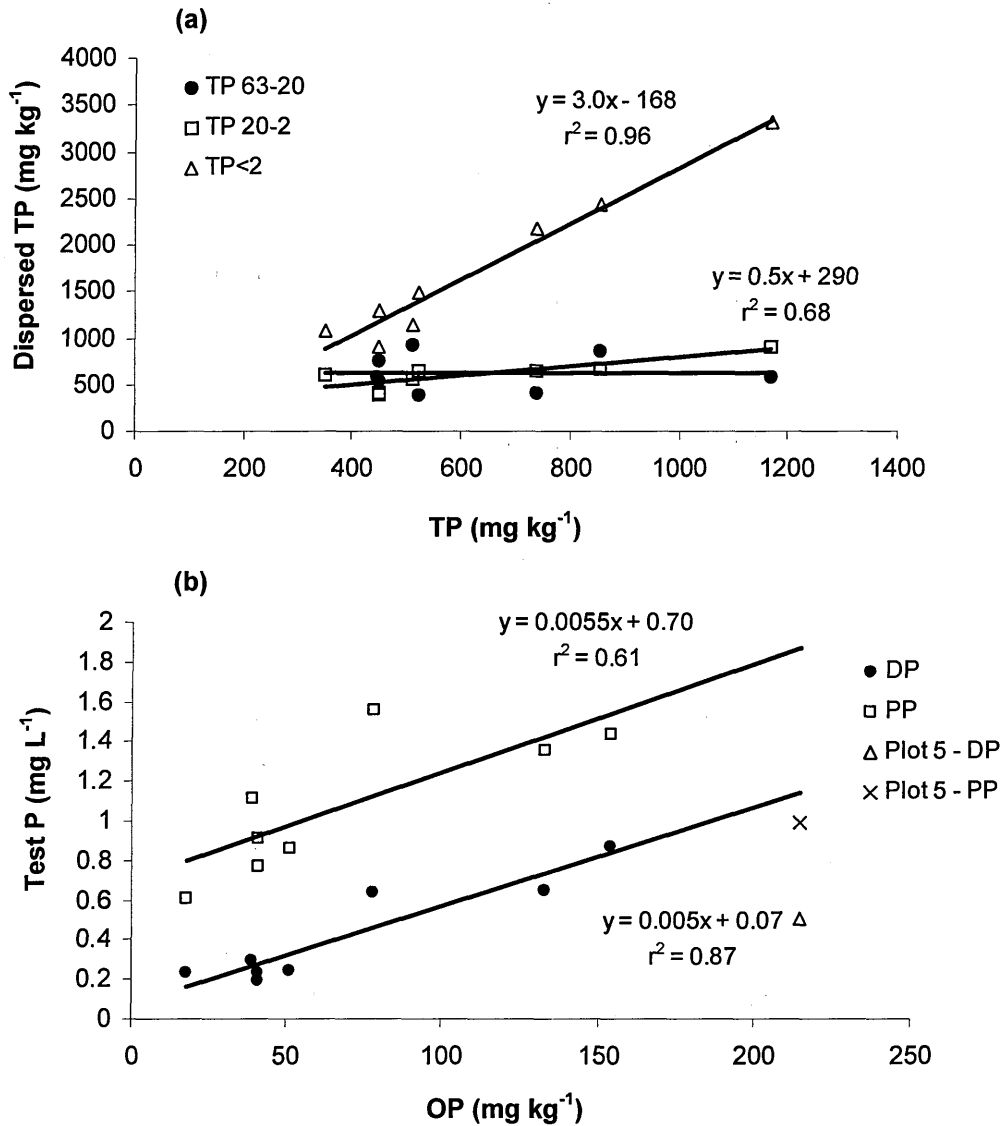 (a)
4000
3500
3000
2500
2000
1500
1000
500
0
Dispersed TP (mg kg⁻¹)
TP 63-20
TP 20-2
TP<2
y = 3.0x - 168
r² = 0.96
y = 0.5x + 290
r² = 0.68
0 200 400 600 800 1000 1200 1400
TP (mg kg⁻¹)
(b)
2
1.8
1.6
1.4
1.2
1
0.8
0.6
0.4
0.2
0
Test P (mg L⁻¹)
y = 0.0055x + 0.70
r² = 0.61
DP
PP
Plot 5 - DP
Plot 5 - PP
y = 0.005x + 0.07
r² = 0.87
0 50 100 150 200 250
OP (mg kg⁻¹)